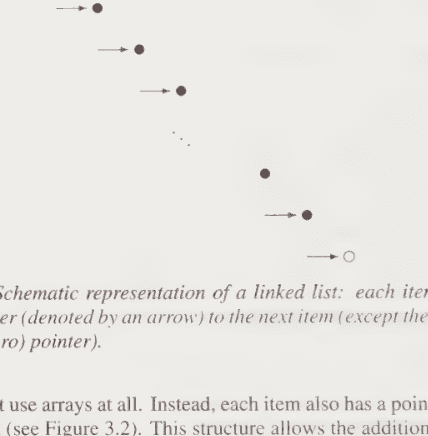 Schematic representation of a linked list: each iter
er (denoted by an arrow) to the next item (except the
ro) pointer).
t use arrays at all. Instead, each item also has a poin
(see Figure 3.2). This structure allows the addition